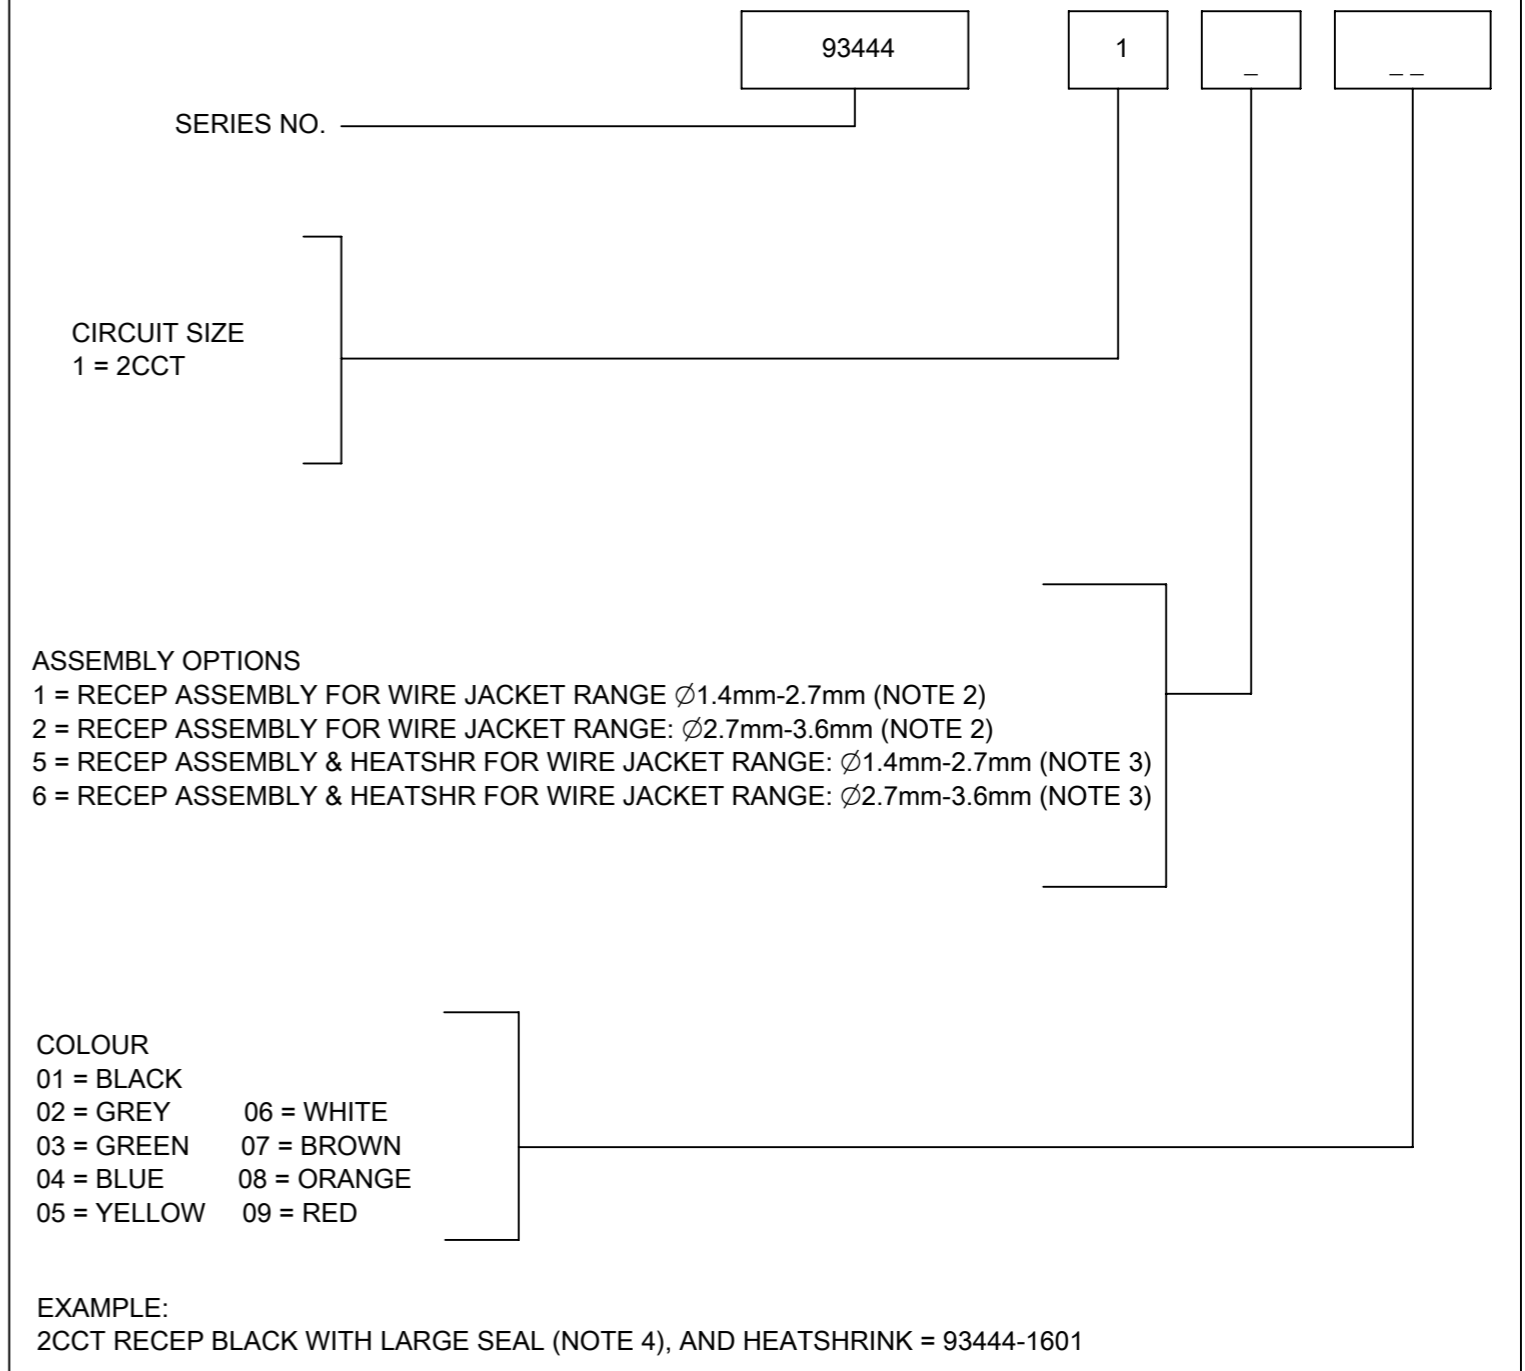 93444 1 _ _ _
SERIES NO.
CIRCUIT SIZE
1 = 2CCT
ASSEMBLY OPTIONS
1 = RECEP ASSEMBLY FOR WIRE JACKET RANGE ∅1.4mm-2.7mm (NOTE 2)
2 = RECEP ASSEMBLY FOR WIRE JACKET RANGE: ∅2.7mm-3.6mm (NOTE 2)
5 = RECEP ASSEMBLY & HEATSHR FOR WIRE JACKET RANGE: ∅1.4mm-2.7mm (NOTE 3)
6 = RECEP ASSEMBLY & HEATSHR FOR WIRE JACKET RANGE: ∅2.7mm-3.6mm (NOTE 3)
COLOUR
01 = BLACK
02 = GREY 06 = WHITE
03 = GREEN 07 = BROWN
04 = BLUE 08 = ORANGE
05 = YELLOW 09 = RED
EXAMPLE:
2CCT RECEP BLACK WITH LARGE SEAL (NOTE 4), AND HEATSHRINK = 93444-1601